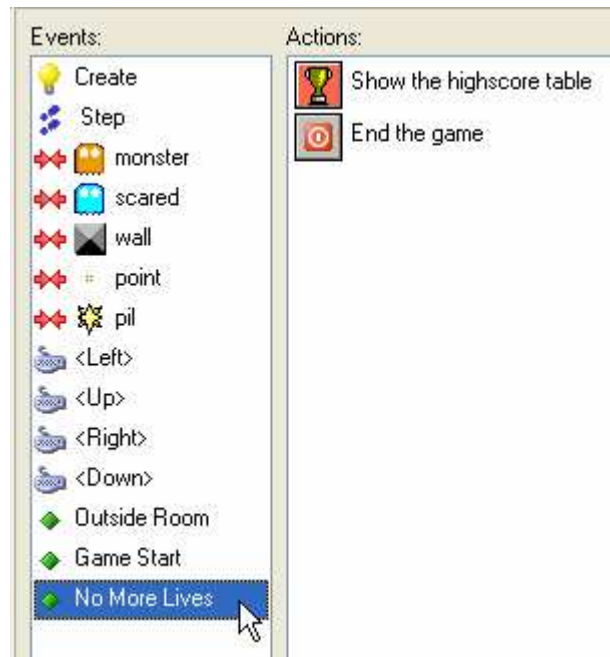 Events:
Create
Step
monster
scared
wall
point
pil
<Left>
<Up>
<Right>
<Down>
Outside Room
Game Start
No More Lives
Actions:
Show the highscore table
End the game